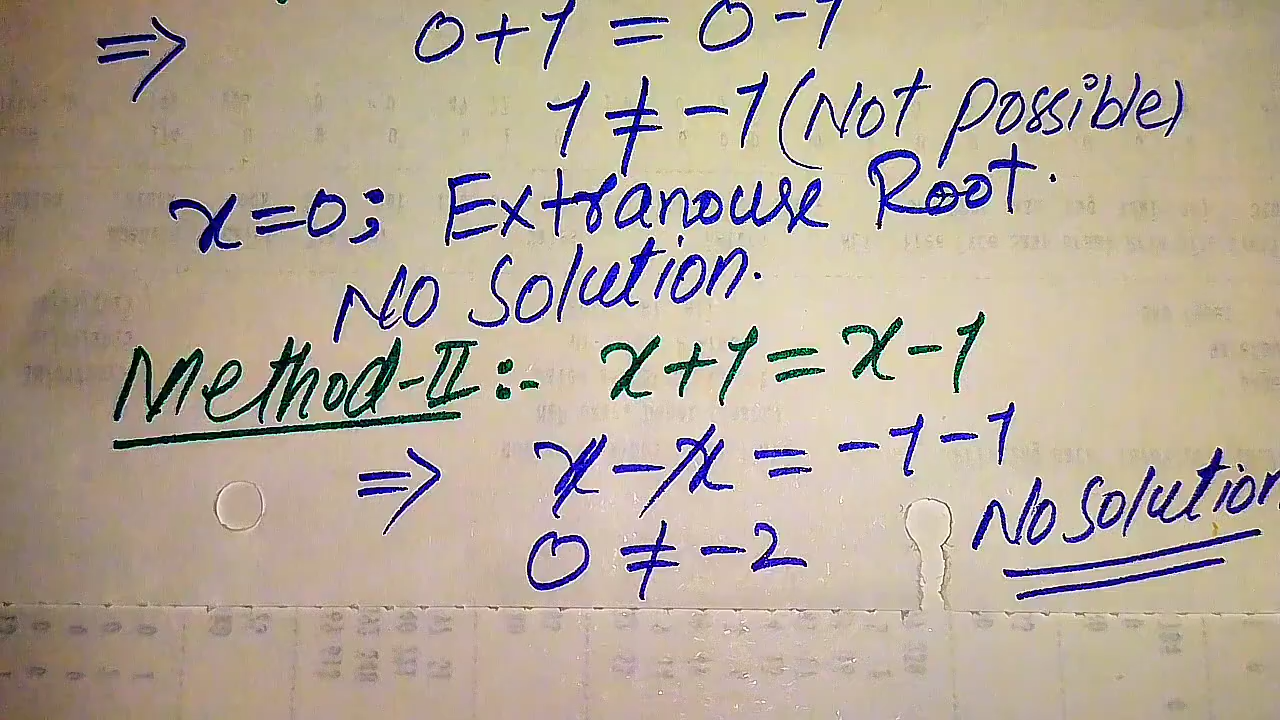 ⇒ 0+1 = 0-1
1 ≠ -1 (Not possible)
x=0; Extranouse Root.
No Solution.
Method-II:- x+1=x-1
⇒ x-x = -1-1
0 ≠ -2
No Solution